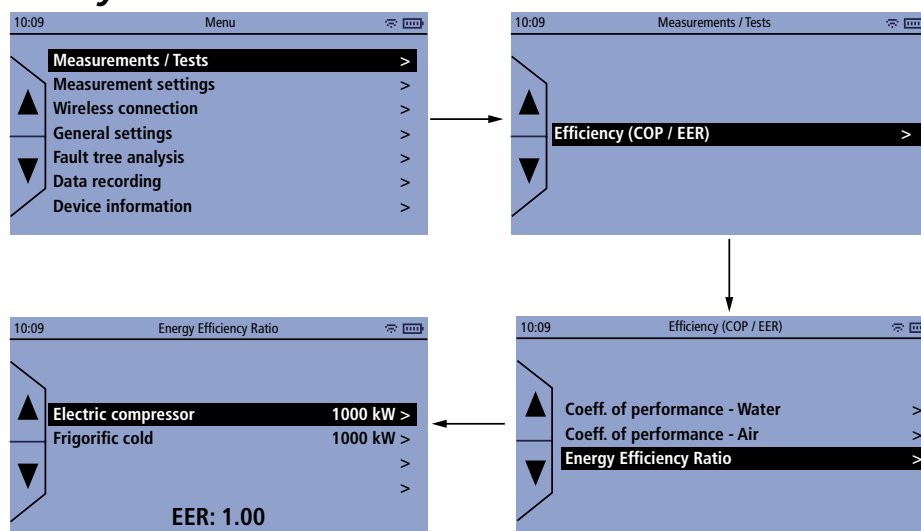 10:09 Menu
Measurements / Tests >
Measurement settings >
Wireless connection >
General settings >
Fault tree analysis >
Data recording >
Device information >
10:09 Measurements / Tests
Efficiency (COP / EER) >
10:09 Efficiency (COP / EER)
Coeff. of performance - Water >
Coeff. of performance - Air >
Energy Efficiency Ratio >
10:09 Energy Efficiency Ratio
Electric compressor 1000 kW >
Frigorific cold 1000 kW >
>
>
EER: 1.00